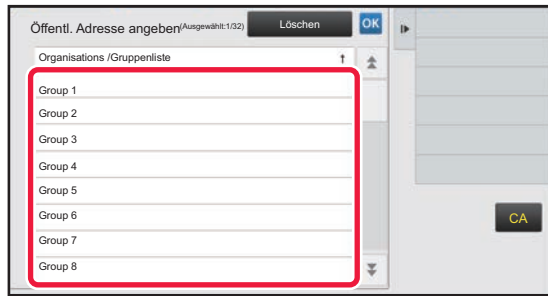 Öffentl. Adresse angeben(Ausgewählt:1/32) Löschen OK
Organisations /Gruppenliste ↑
Group 1
Group 2
Group 3
Group 4
Group 5
Group 6
CA
Group 7
Group 8